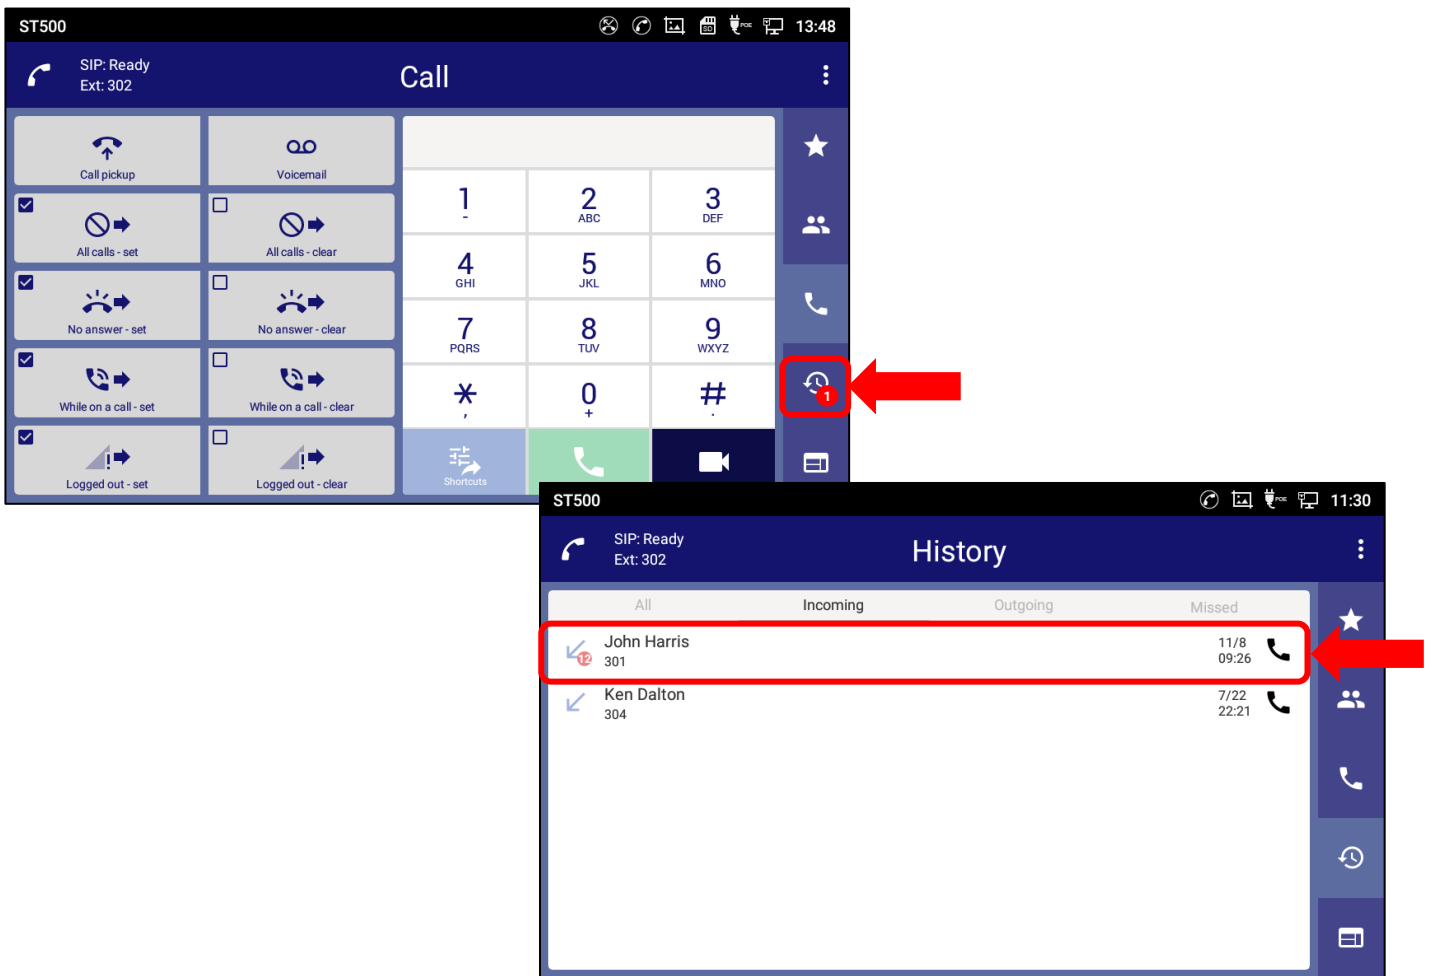 ST500
SD
POE
13:48
SIP: Ready
Ext: 302
Call
Call pickup
Voicemail
All calls - set
All calls - clear
No answer - set
No answer - clear
While on a call - set
While on a call - clear
Logged out - set
Logged out - clear
1
-
2
ABC
3
DEF
4
GHI
5
JKL
6
MNO
7
PQRS
8
TUV
9
WXYZ
*
,
0
+
#
.
Shortcuts
1
ST500
POE
11:30
SIP: Ready
Ext: 302
History
All
Incoming
Outgoing
Missed
12
John Harris
301
11/8
09:26
Ken Dalton
304
7/22
22:21